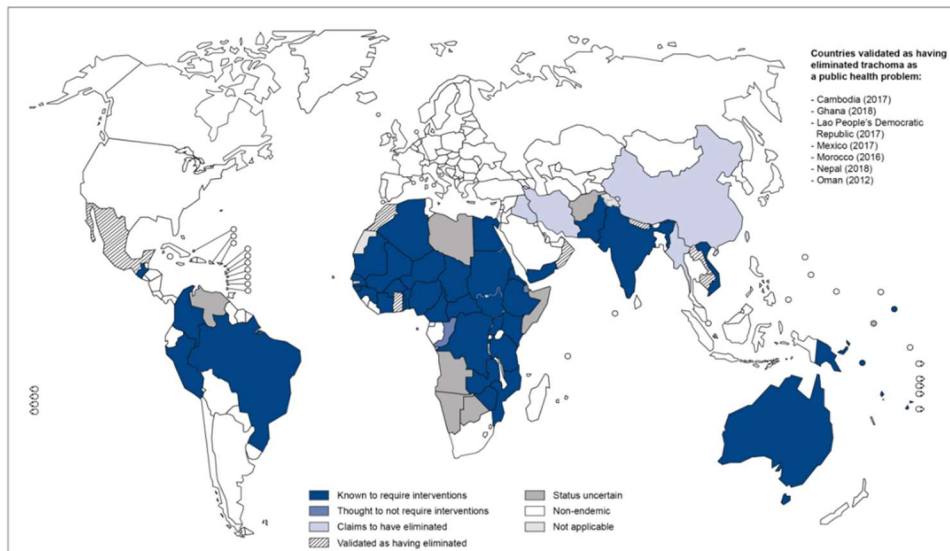 Countries validated as having
eliminated trachoma as
a public health problem:
- Cambodia (2017)
- Ghana (2018)
- Lao People's Democratic
Republic (2017)
- Mexico (2017)
- Morocco (2016)
- Nepal (2018)
- Oman (2012)
Known to require interventions
Thought to not require interventions
Claims to have eliminated
Validated as having eliminated
Status uncertain
Non-endemic
Not applicable